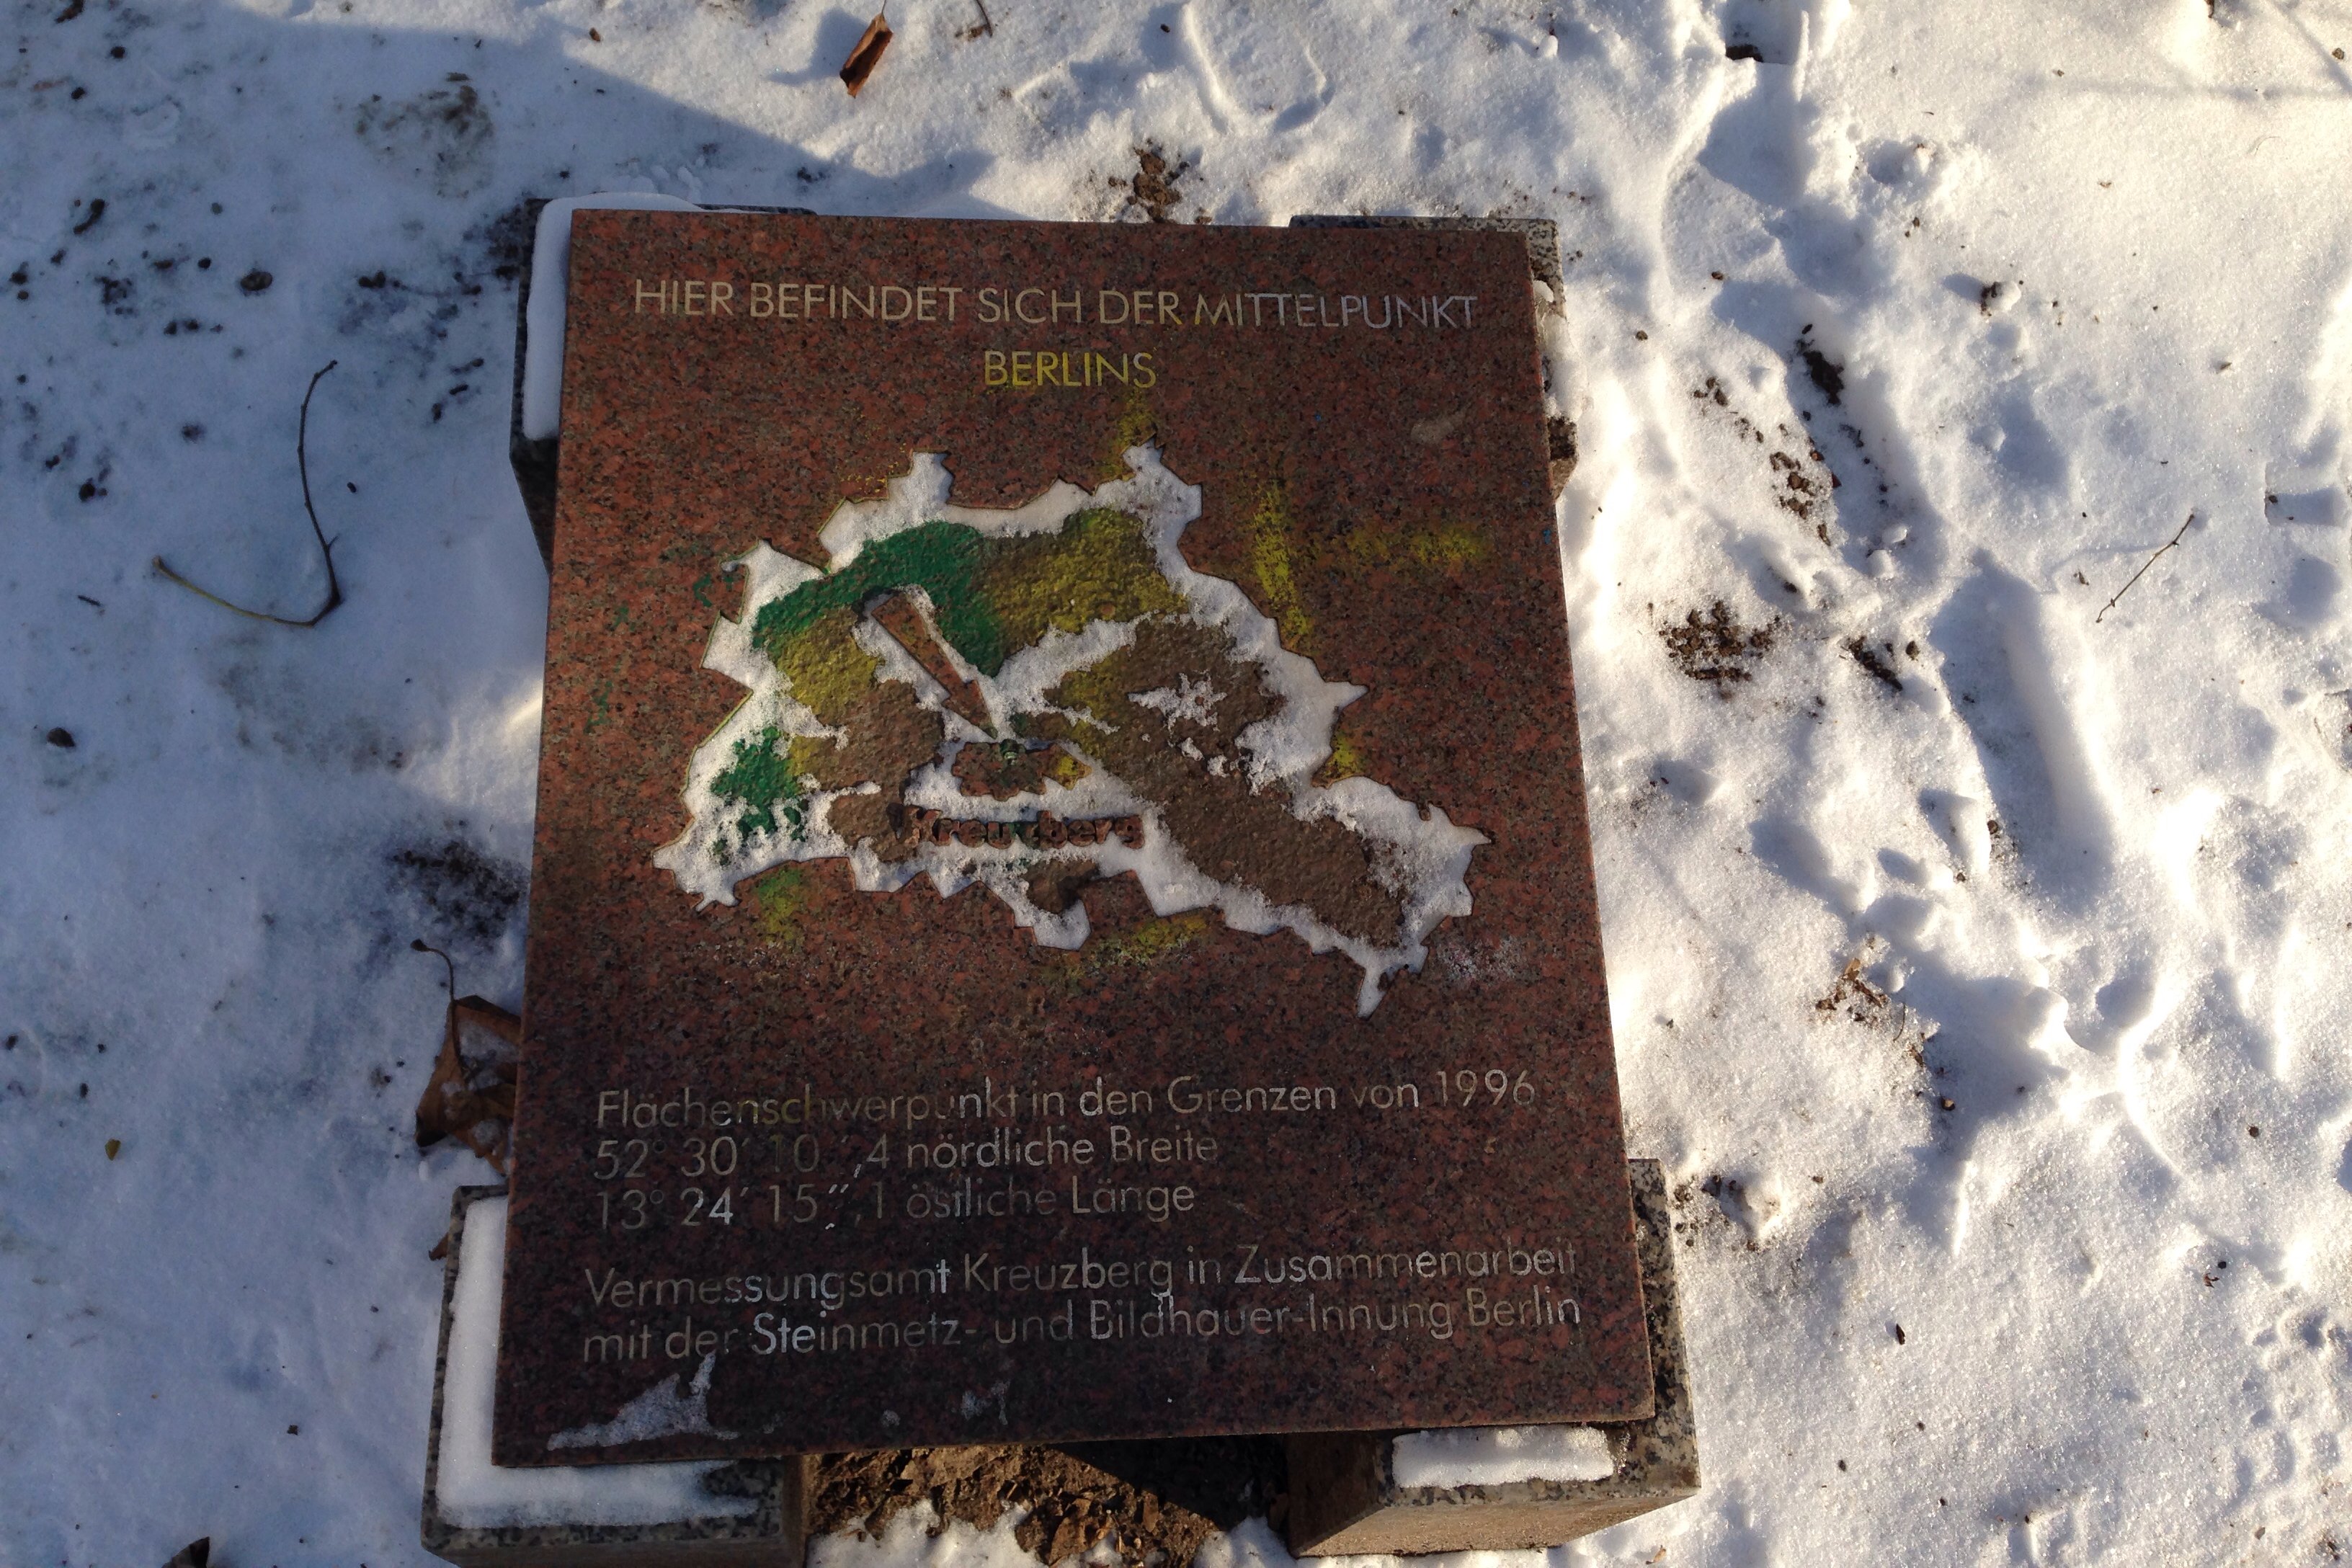 HIER BEFINDET SICH DER MITTELPUNKT
BERLINS
Kreuzberg
Flächenschwerpunkt in den Grenzen von 1996
52° 30' 10'',4 nördliche Breite
13° 24' 15'',1 östliche Länge
Vermessungsamt Kreuzberg in Zusammenarbeit
mit der Steinmetz- und Bildhauer-Innung Berlin